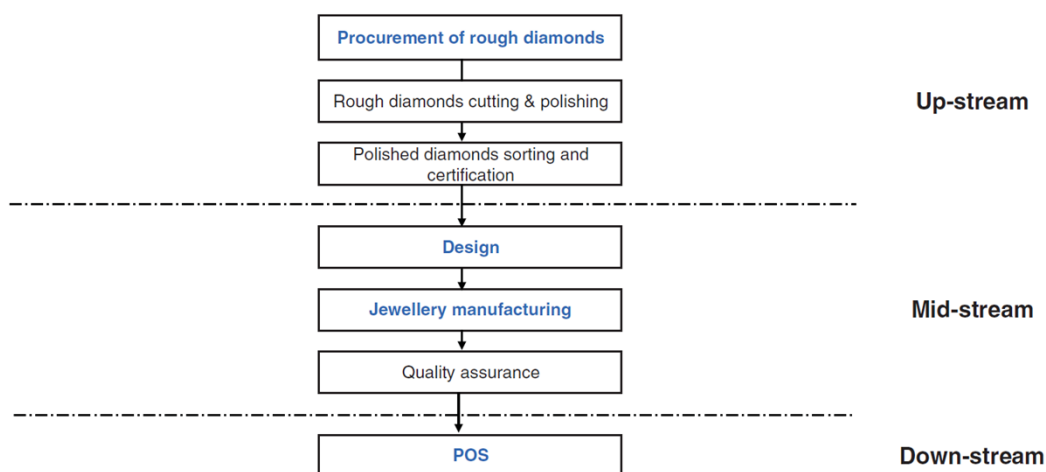 Procurement of rough diamonds
Rough diamonds cutting & polishing
Up-stream
Polished diamonds sorting and
certification
Design
Jewellery manufacturing
Mid-stream
Quality assurance
POS
Down-stream